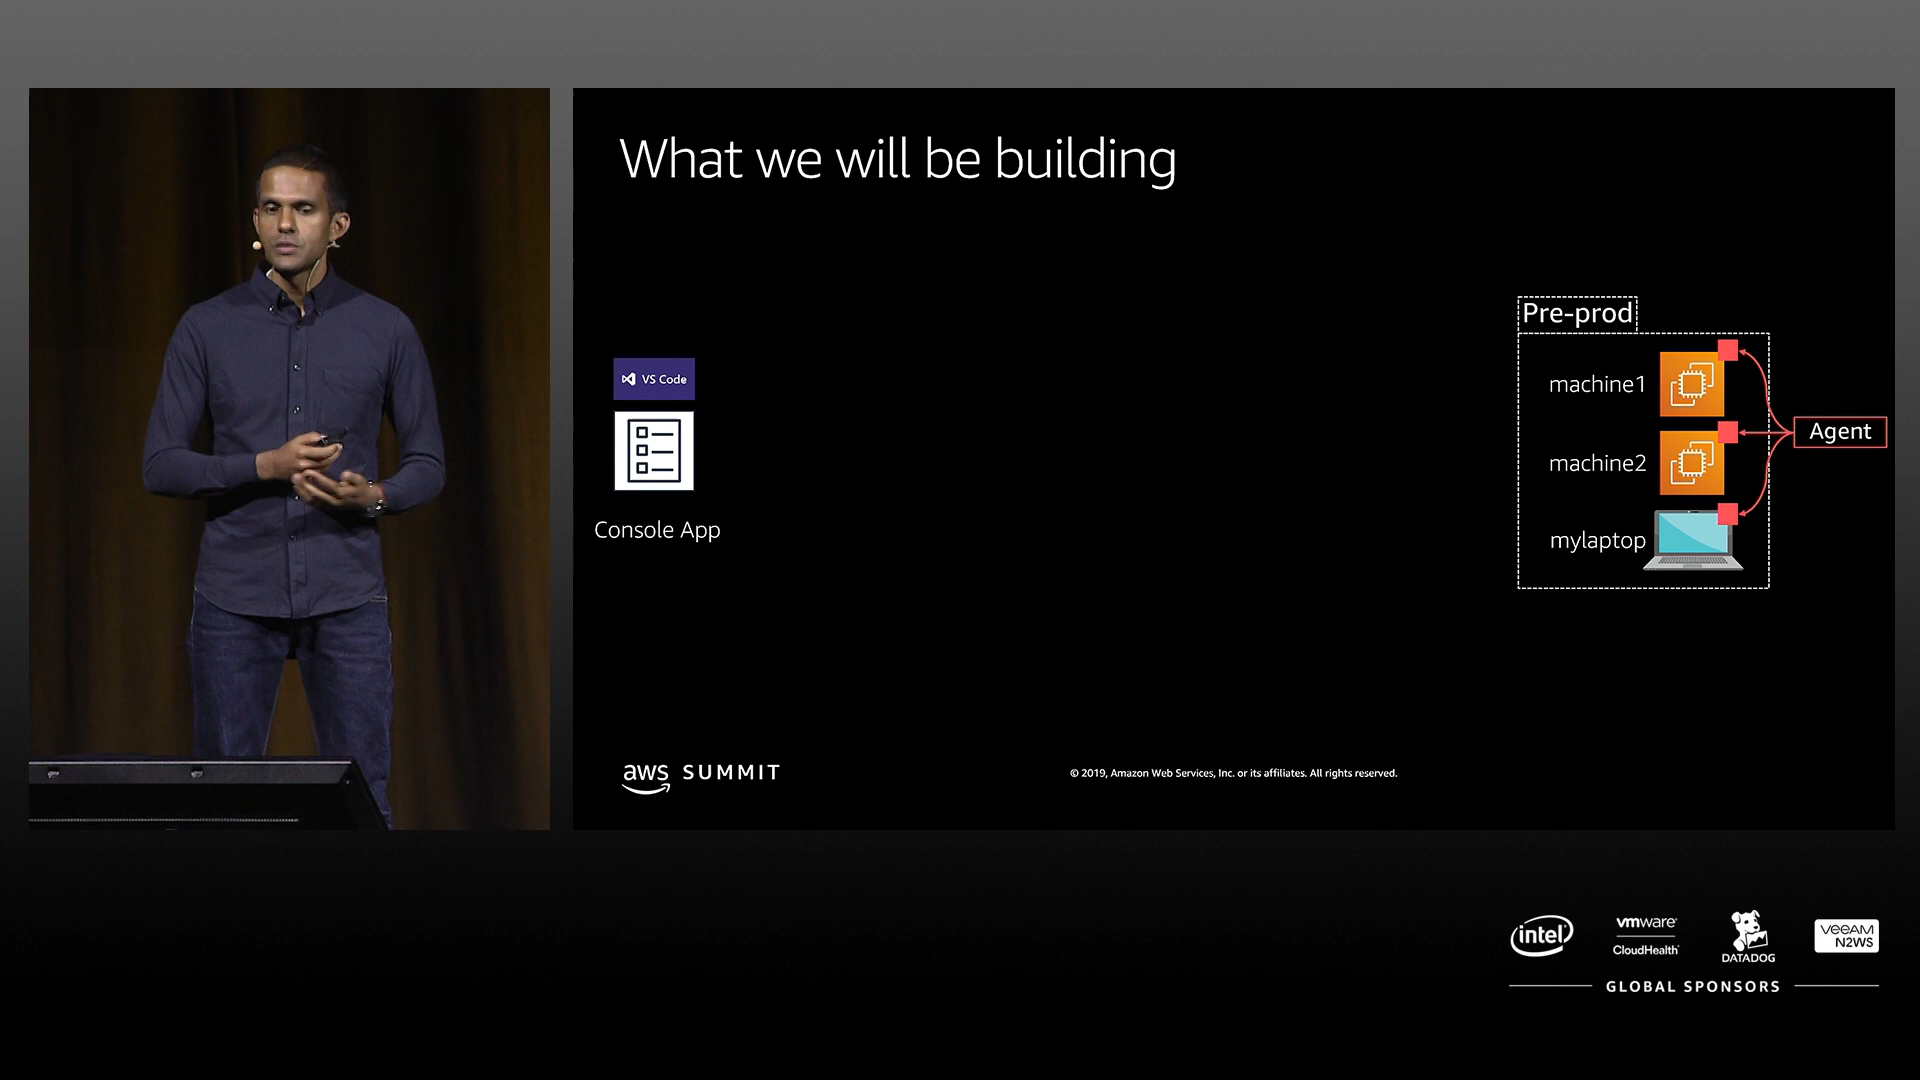 What we will be building
Pre-prod
VS Code
machine1
Agent
machine2
Console App
mylaptop
aws SUMMIT
© 2019, Amazon Web Services, Inc. or its affiliates. All rights reserved.
intel
vmware
CloudHealth
DATADOG
VEEAM
N2WS
GLOBAL SPONSORS